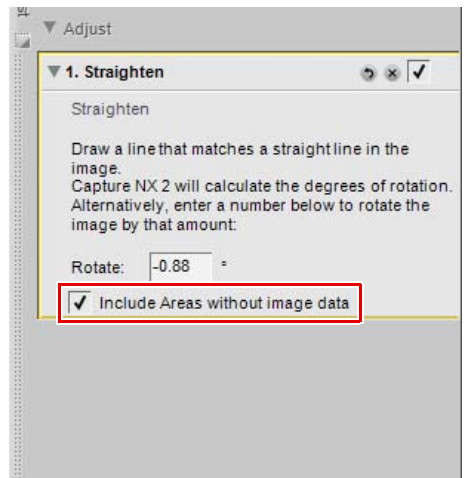 Adjust
1. Straighten
Straighten
Draw a line that matches a straight line in the
image.
Capture NX 2 will calculate the degrees of rotation.
Alternatively, enter a number below to rotate the
image by that amount:
Rotate: -0.88 °
Include Areas without image data